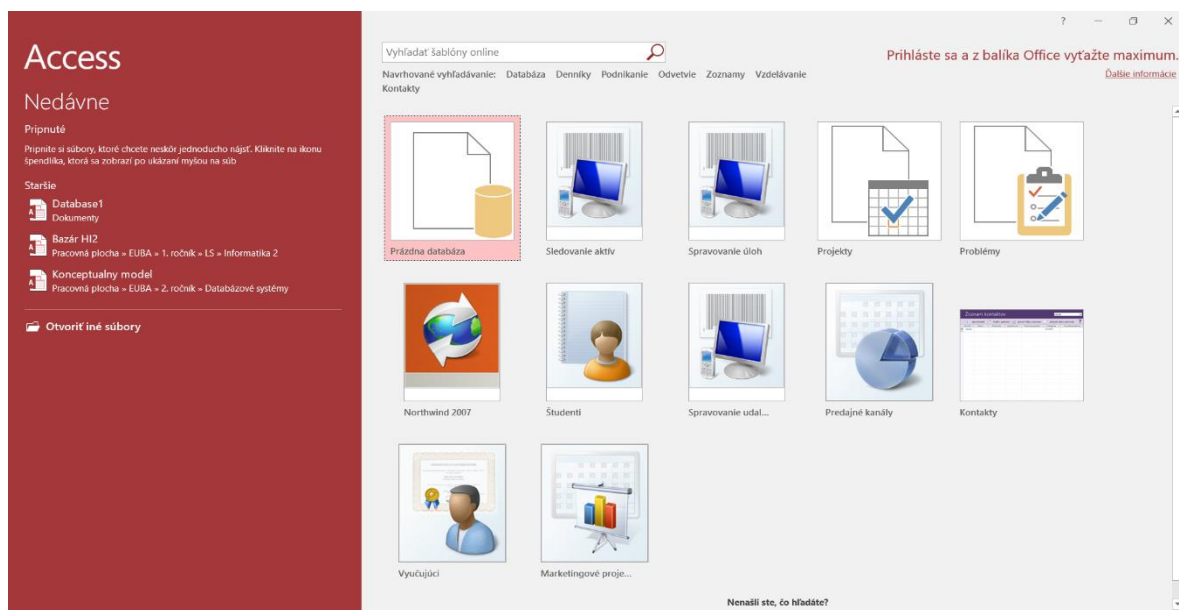 Access
Nedávne
Pripnuté
Pripnite si súbory, ktoré chcete neskôr jednoducho nájsť. Kliknite na ikonu
špendlíka, ktorá sa zobrazí po ukázaní myšou na súb
Staršie
Database1
Dokumenty
Bazár HI2
Pracovná plocha » EUBA » 1. ročník » LS » Informatika 2
Konceptualny model
Pracovná plocha » EUBA » 2. ročník » Databázové systémy
Otvoriť iné súbory
?
Vyhľadať šablóny online
Prihláste sa a z balíka Office vyťažte maximum.
Ďalšie informácie
Navrhované vyhľadávanie: Databáza Denníky Podnikanie Odvetvie Zoznamy Vzdelávanie
Kontakty
Prázdna databáza
Sledovanie aktív
Spravovanie úloh
Projekty
Problémy
Northwind 2007
Študenti
Spravovanie udal...
Predajné kanály
Zoznam kontaktov
Kontakty
Vyučujúci
Marketingové proje...
Nenašli ste, čo hľadáte?